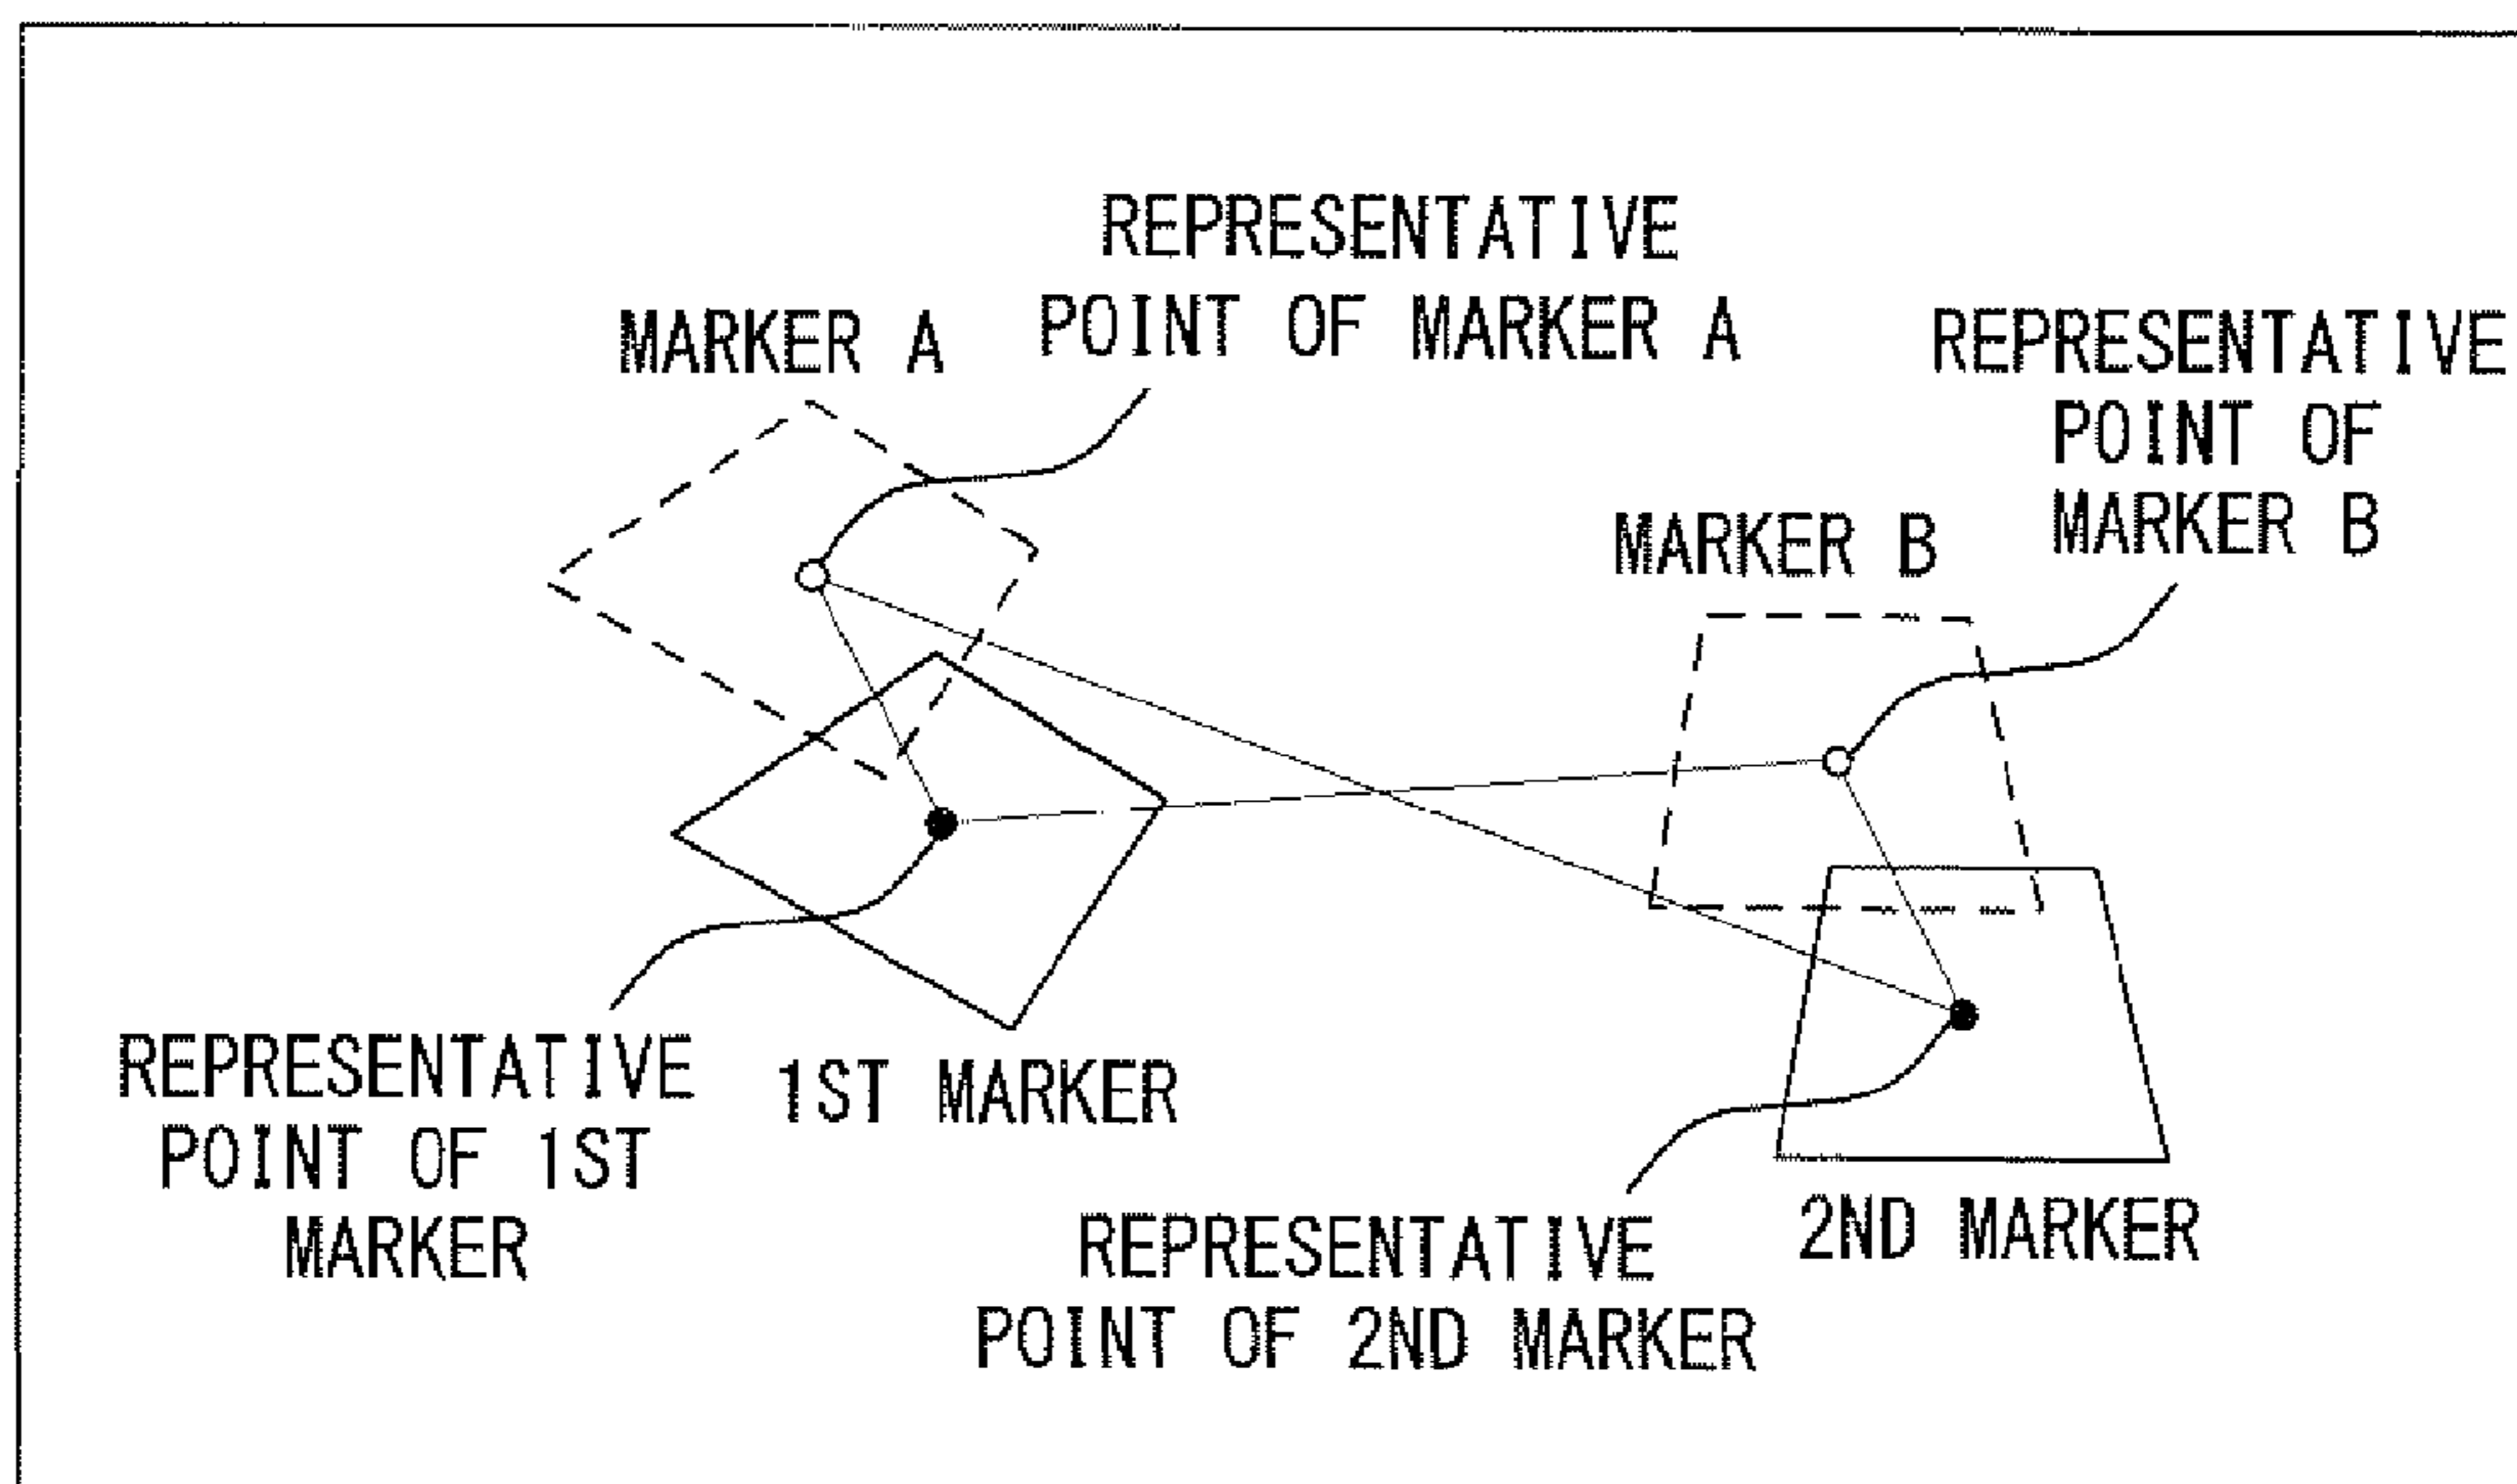 REPRESENTATIVE
POINT OF MARKER A
MARKER A
REPRESENTATIVE
POINT OF
MARKER B
MARKER B
REPRESENTATIVE
POINT OF 1ST
MARKER
1ST MARKER
REPRESENTATIVE
POINT OF 2ND MARKER
2ND MARKER